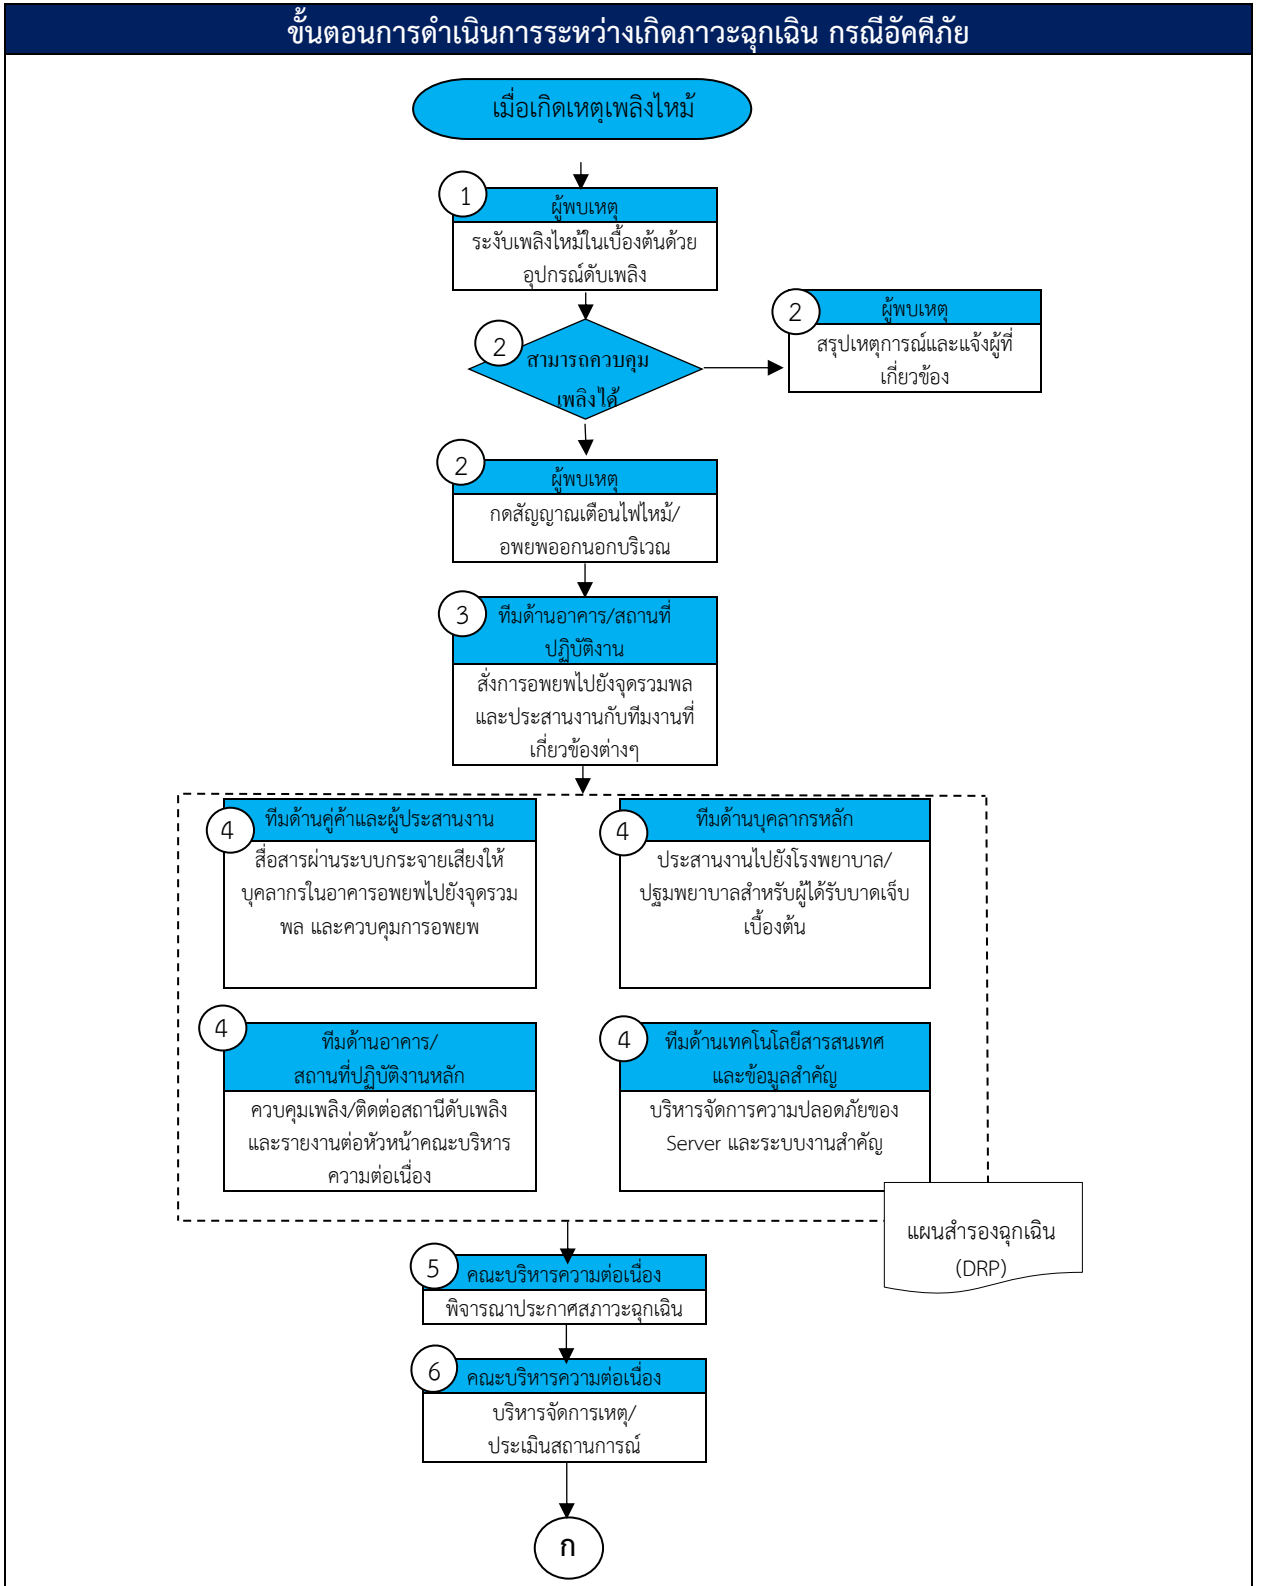 ขั้นตอนการดำเนินการระหว่างเกิดภาวะฉุกเฉิน กรณีอัคคีภัย
เมื่อเกิดเหตุเพลิงไหม้
1
ผู้พบเหตุ
ระงับเพลิงไหม้ในเบื้องต้นด้วย
อุปกรณ์ดับเพลิง
2
สามารถควบคุม
เพลิงได้
2
ผู้พบเหตุ
สรุปเหตุการณ์และแจ้งผู้ที่
เกี่ยวข้อง
2
ผู้พบเหตุ
กดสัญญาณเตือนไฟไหม้/
อพยพออกนอกบริเวณ
3
ทีมด้านอาคาร/สถานที่
ปฏิบัติงาน
สั่งการอพยพไปยังจุดรวมพล
และประสานงานกับทีมงานที่
เกี่ยวข้องต่างๆ
4
ทีมด้านคู่ค้าและผู้ประสานงาน
สื่อสารผ่านระบบกระจายเสียงให้
บุคลากรในอาคารอพยพไปยังจุดรวม
พล และควบคุมการอพยพ
4
ทีมด้านบุคลากรหลัก
ประสานงานไปยังโรงพยาบาล/
ปฐมพยาบาลสำหรับผู้ได้รับบาดเจ็บ
เบื้องต้น
4
ทีมด้านอาคาร/
สถานที่ปฏิบัติงานหลัก
ควบคุมเพลิง/ติดต่อสถานีดับเพลิง
และรายงานต่อหัวหน้าคณะบริหาร
ความต่อเนื่อง
4
ทีมด้านเทคโนโลยีสารสนเทศ
และข้อมูลสำคัญ
บริหารจัดการความปลอดภัยของ
Server และระบบงานสำคัญ
แผนสำรองฉุกเฉิน
(DRP)
5
คณะบริหารความต่อเนื่อง
พิจารณาประกาศสภาวะฉุกเฉิน
6
คณะบริหารความต่อเนื่อง
บริหารจัดการเหตุ/
ประเมินสถานการณ์
ก